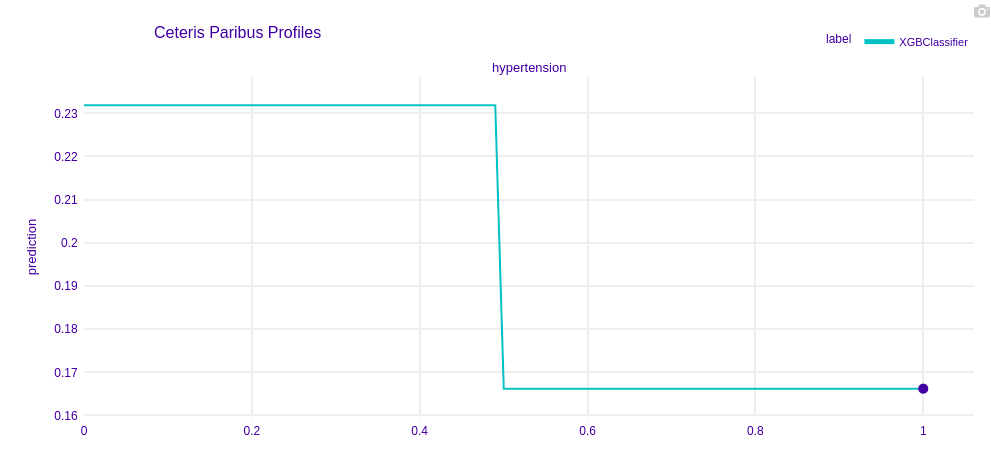 Ceteris Paribus Profiles
label XGBClassifier
hypertension
prediction
0.23
0.22
0.21
0.2
0.19
0.18
0.17
0.16
0 0.2 0.4 0.6 0.8 1